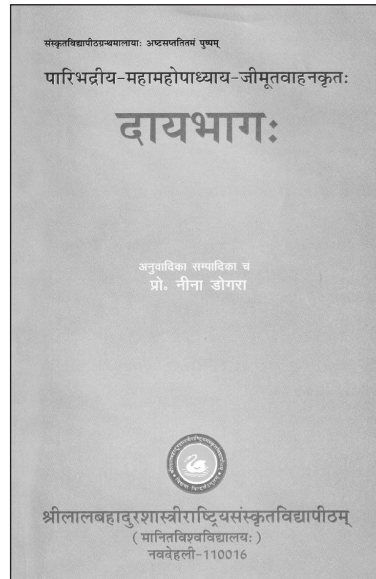 संस्कृतविद्यापीठग्रन्थमालायाः अष्टसप्ततितमं पुष्पम्
पारिभद्रीय-महामहोपाध्याय-जीमूतवाहनकृतः
दायभागः
अनुवादिका सम्पादिका च
प्रो. नीना डोगरा
श्रीलालबहादुरशास्त्रीराष्ट्रियसंस्कृतविद्यापीठम्
( मानितविश्वविद्यालयः )
नवदेहली-110016